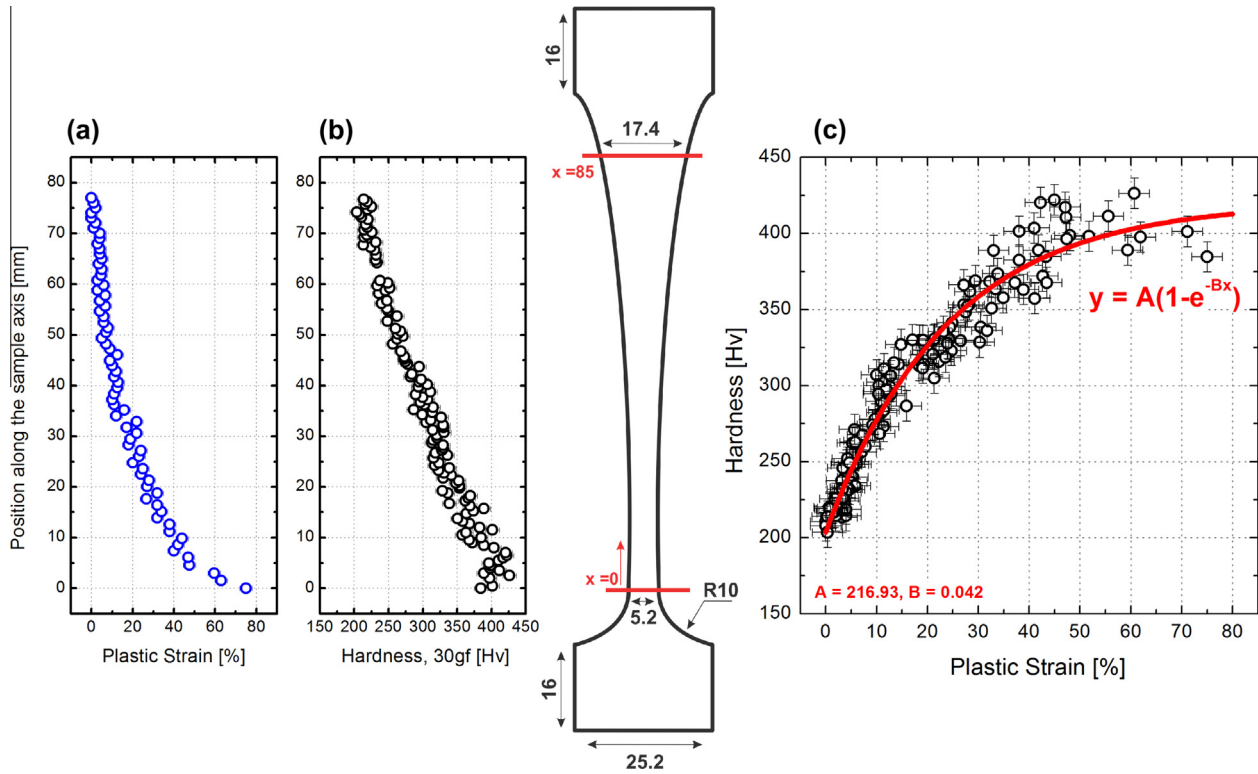 (a)
(b)
(c)
Position along the sample axis [mm]
80
70
60
50
40
30
20
10
0
0 20 40 60 80
Plastic Strain [%]
80
70
60
50
40
30
20
10
0
150 200 250 300 350 400 450
Hardness, 30gf [Hv]
16
17.4
x =85
x =0
5.2
R10
16
25.2
Hardness [Hv]
450
400
350
300
250
200
150
y = A(1-e^-Bx)
A = 216.93, B = 0.042
0 10 20 30 40 50 60 70 80
Plastic Strain [%]